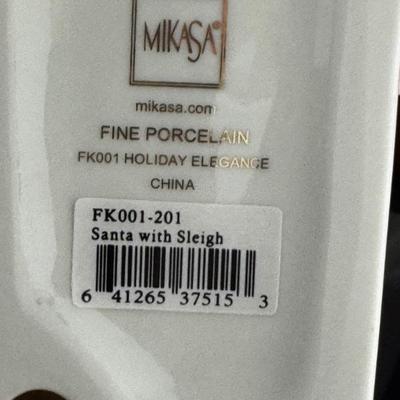 MIKASA
mikasa.com
FINE PORCELAIN
FK001 HOLIDAY ELEGANCE
CHINA
FK001-201
Santa with Sleigh
6 41265 37515 3